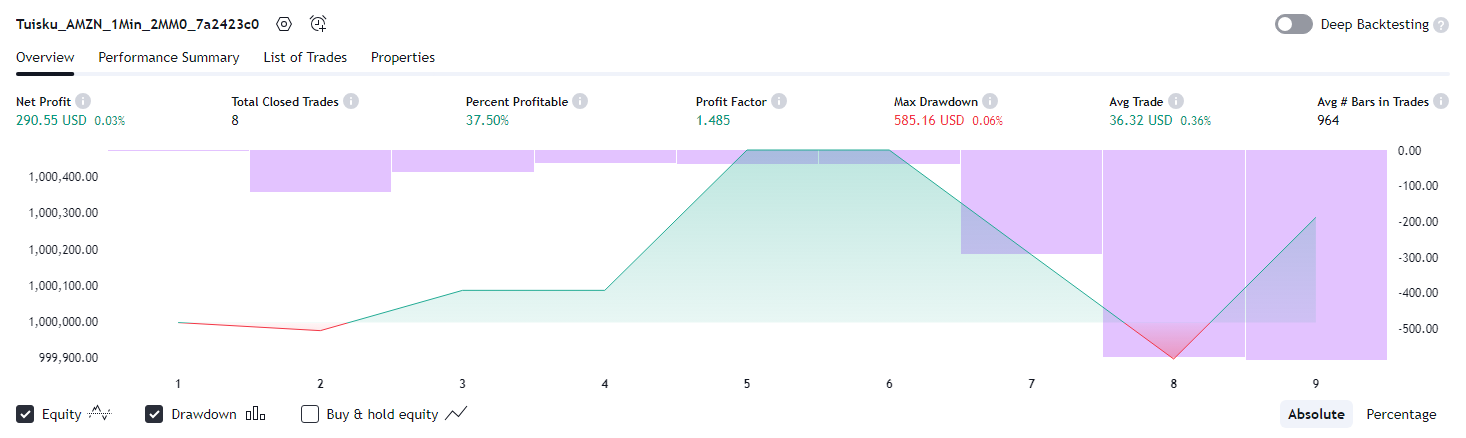 Tuisku_AMZN_1Min_2MM0_7a2423c0
Deep Backtesting
Overview Performance Summary List of Trades Properties
Net Profit Total Closed Trades Percent Profitable Profit Factor Max Drawdown Avg Trade Avg # Bars in Trades
290.55 USD 0.03% 8 37.50% 1.485 585.16 USD 0.06% 36.32 USD 0.36% 964
0.00
1,000,400.00 -100.00
1,000,300.00 -200.00
1,000,200.00 -300.00
1,000,100.00 -400.00
1,000,000.00 -500.00
999,900.00
1 2 3 4 5 6 7 8 9
Equity Drawdown Buy & hold equity Absolute Percentage